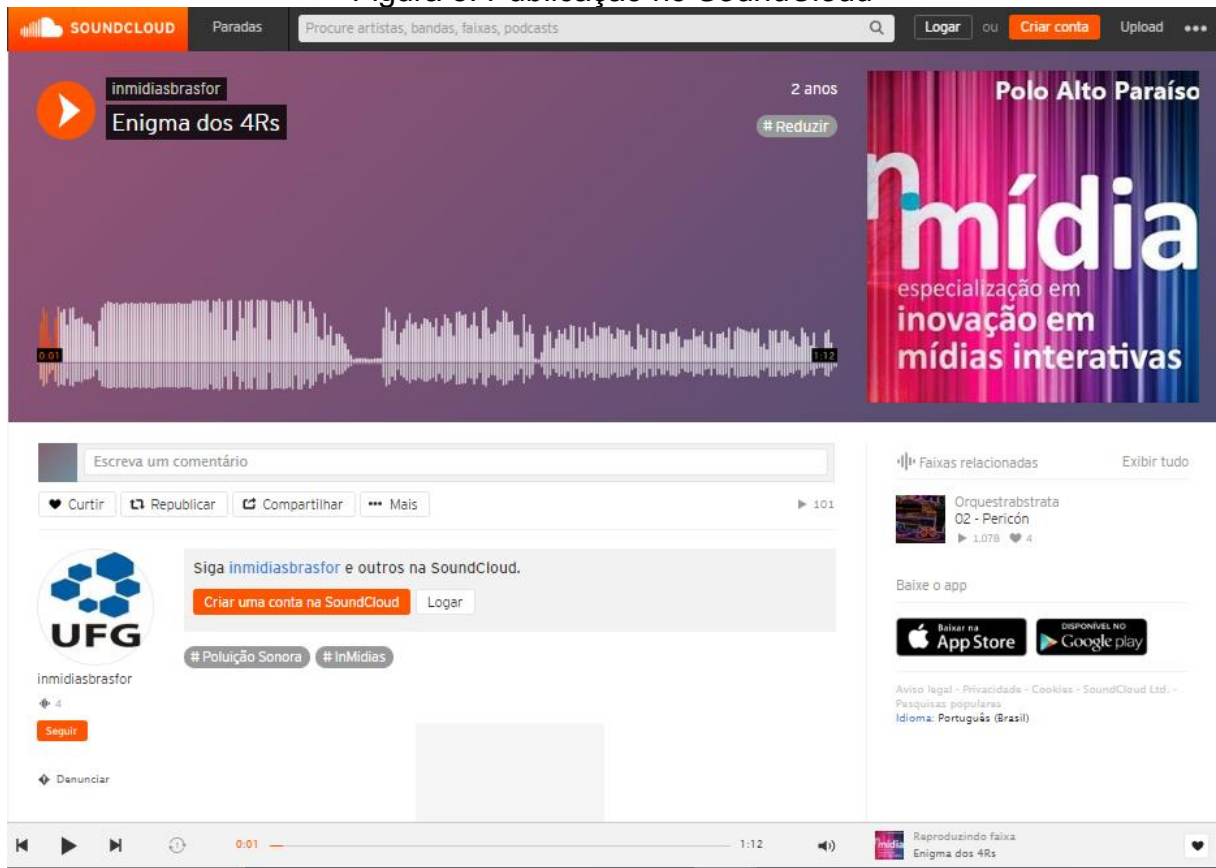 SOUNDCLOUD
Paradas
Procure artistas, bandas, faixas, podcasts
Logar ou Criar conta Upload
inmidiasbrasfor
Enigma dos 4Rs
2 anos
# Reduzir
0:01
1:12
Polo Alto Paraíso
mídia
especialização em
inovação em
mídias interativas
Escreva um comentário
Curtir Republicar Compartilhar Mais
101
UFG
inmidiasbrasfor
4
Seguir
Denunciar
Siga inmidiasbrasfor e outros na SoundCloud.
Criar uma conta na SoundCloud Logar
# Poluição Sonora # InMidias
Faixas relacionadas Exibir tudo
Orquestrabstrata
02 - Pericón
1.078 4
Baixe o app
Baixar na
App Store
DISPONÍVEL NO
Google play
Aviso legal - Privacidade - Cookies - SoundCloud Ltd. -
Pesquisas populares
Idioma: Português (Brasil)
0:01
1:12
mídia
Reproduzindo faixa
Enigma dos 4Rs